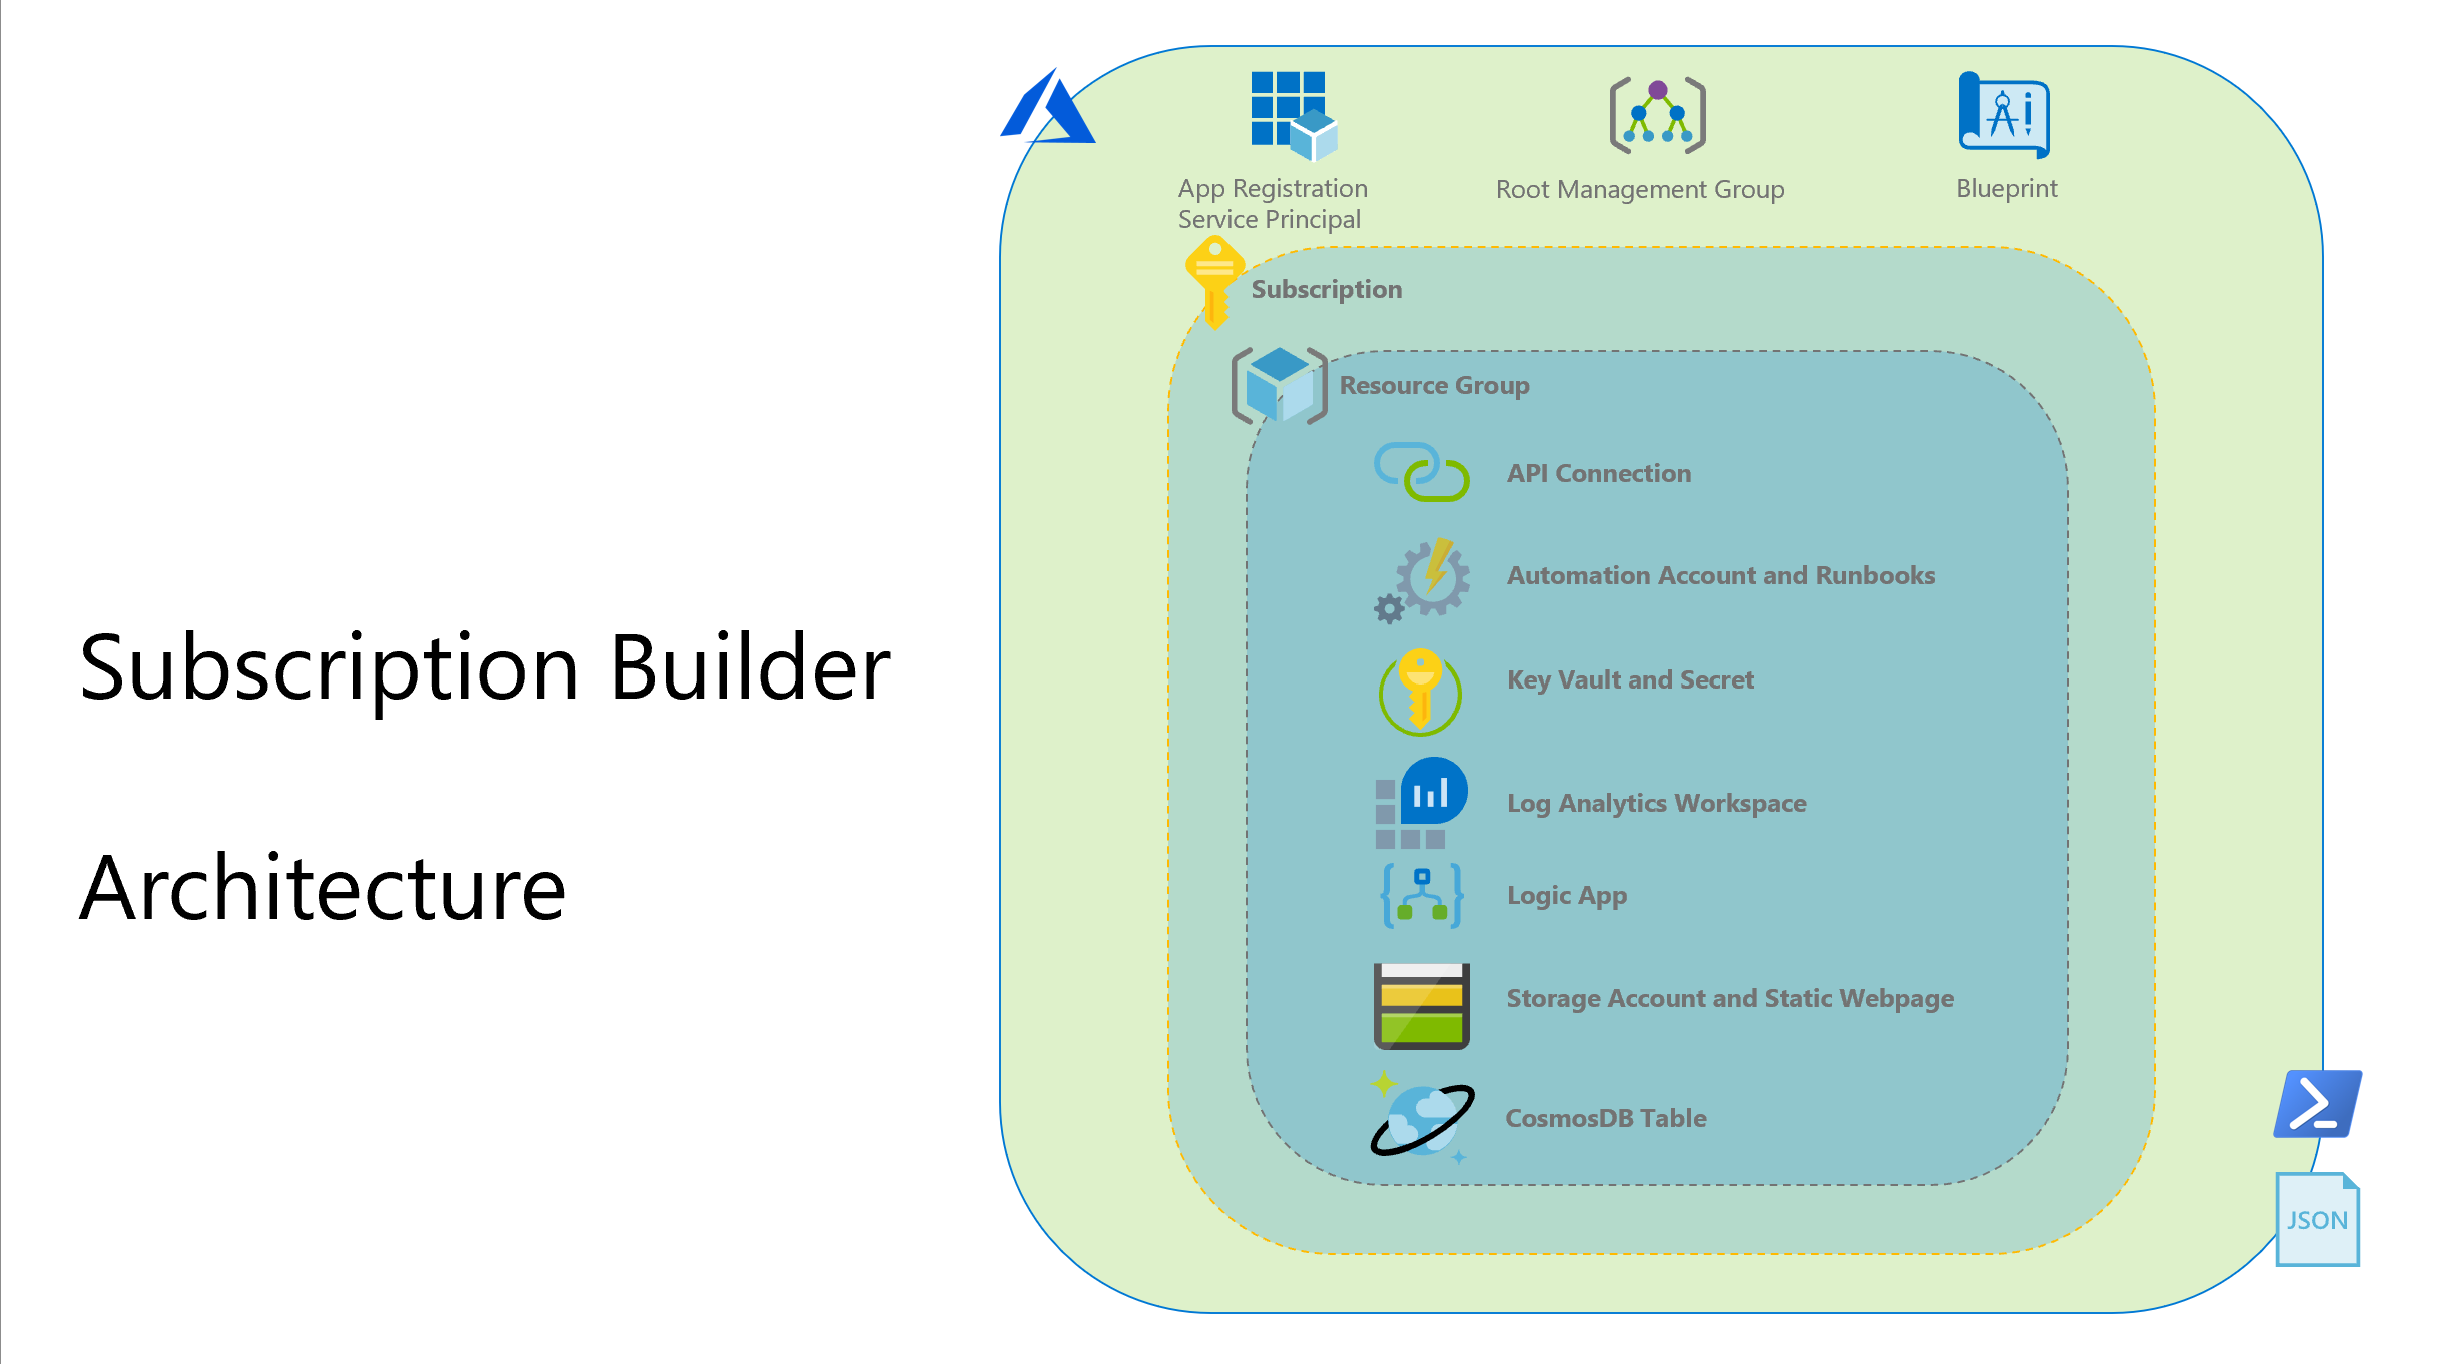 Subscription Builder
Architecture
App Registration
Service Principal
Root Management Group
Blueprint
Subscription
Resource Group
API Connection
Automation Account and Runbooks
Key Vault and Secret
Log Analytics Workspace
Logic App
Storage Account and Static Webpage
CosmosDB Table
JSON